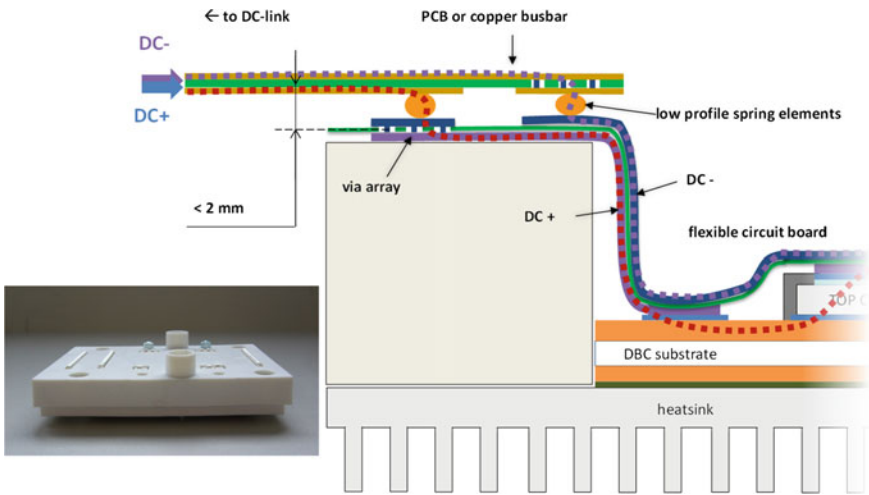 ← to DC-link
PCB or copper busbar
DC-
DC+
low profile spring elements
via array
< 2 mm
DC -
DC +
flexible circuit board
TOP
DBC substrate
heatsink